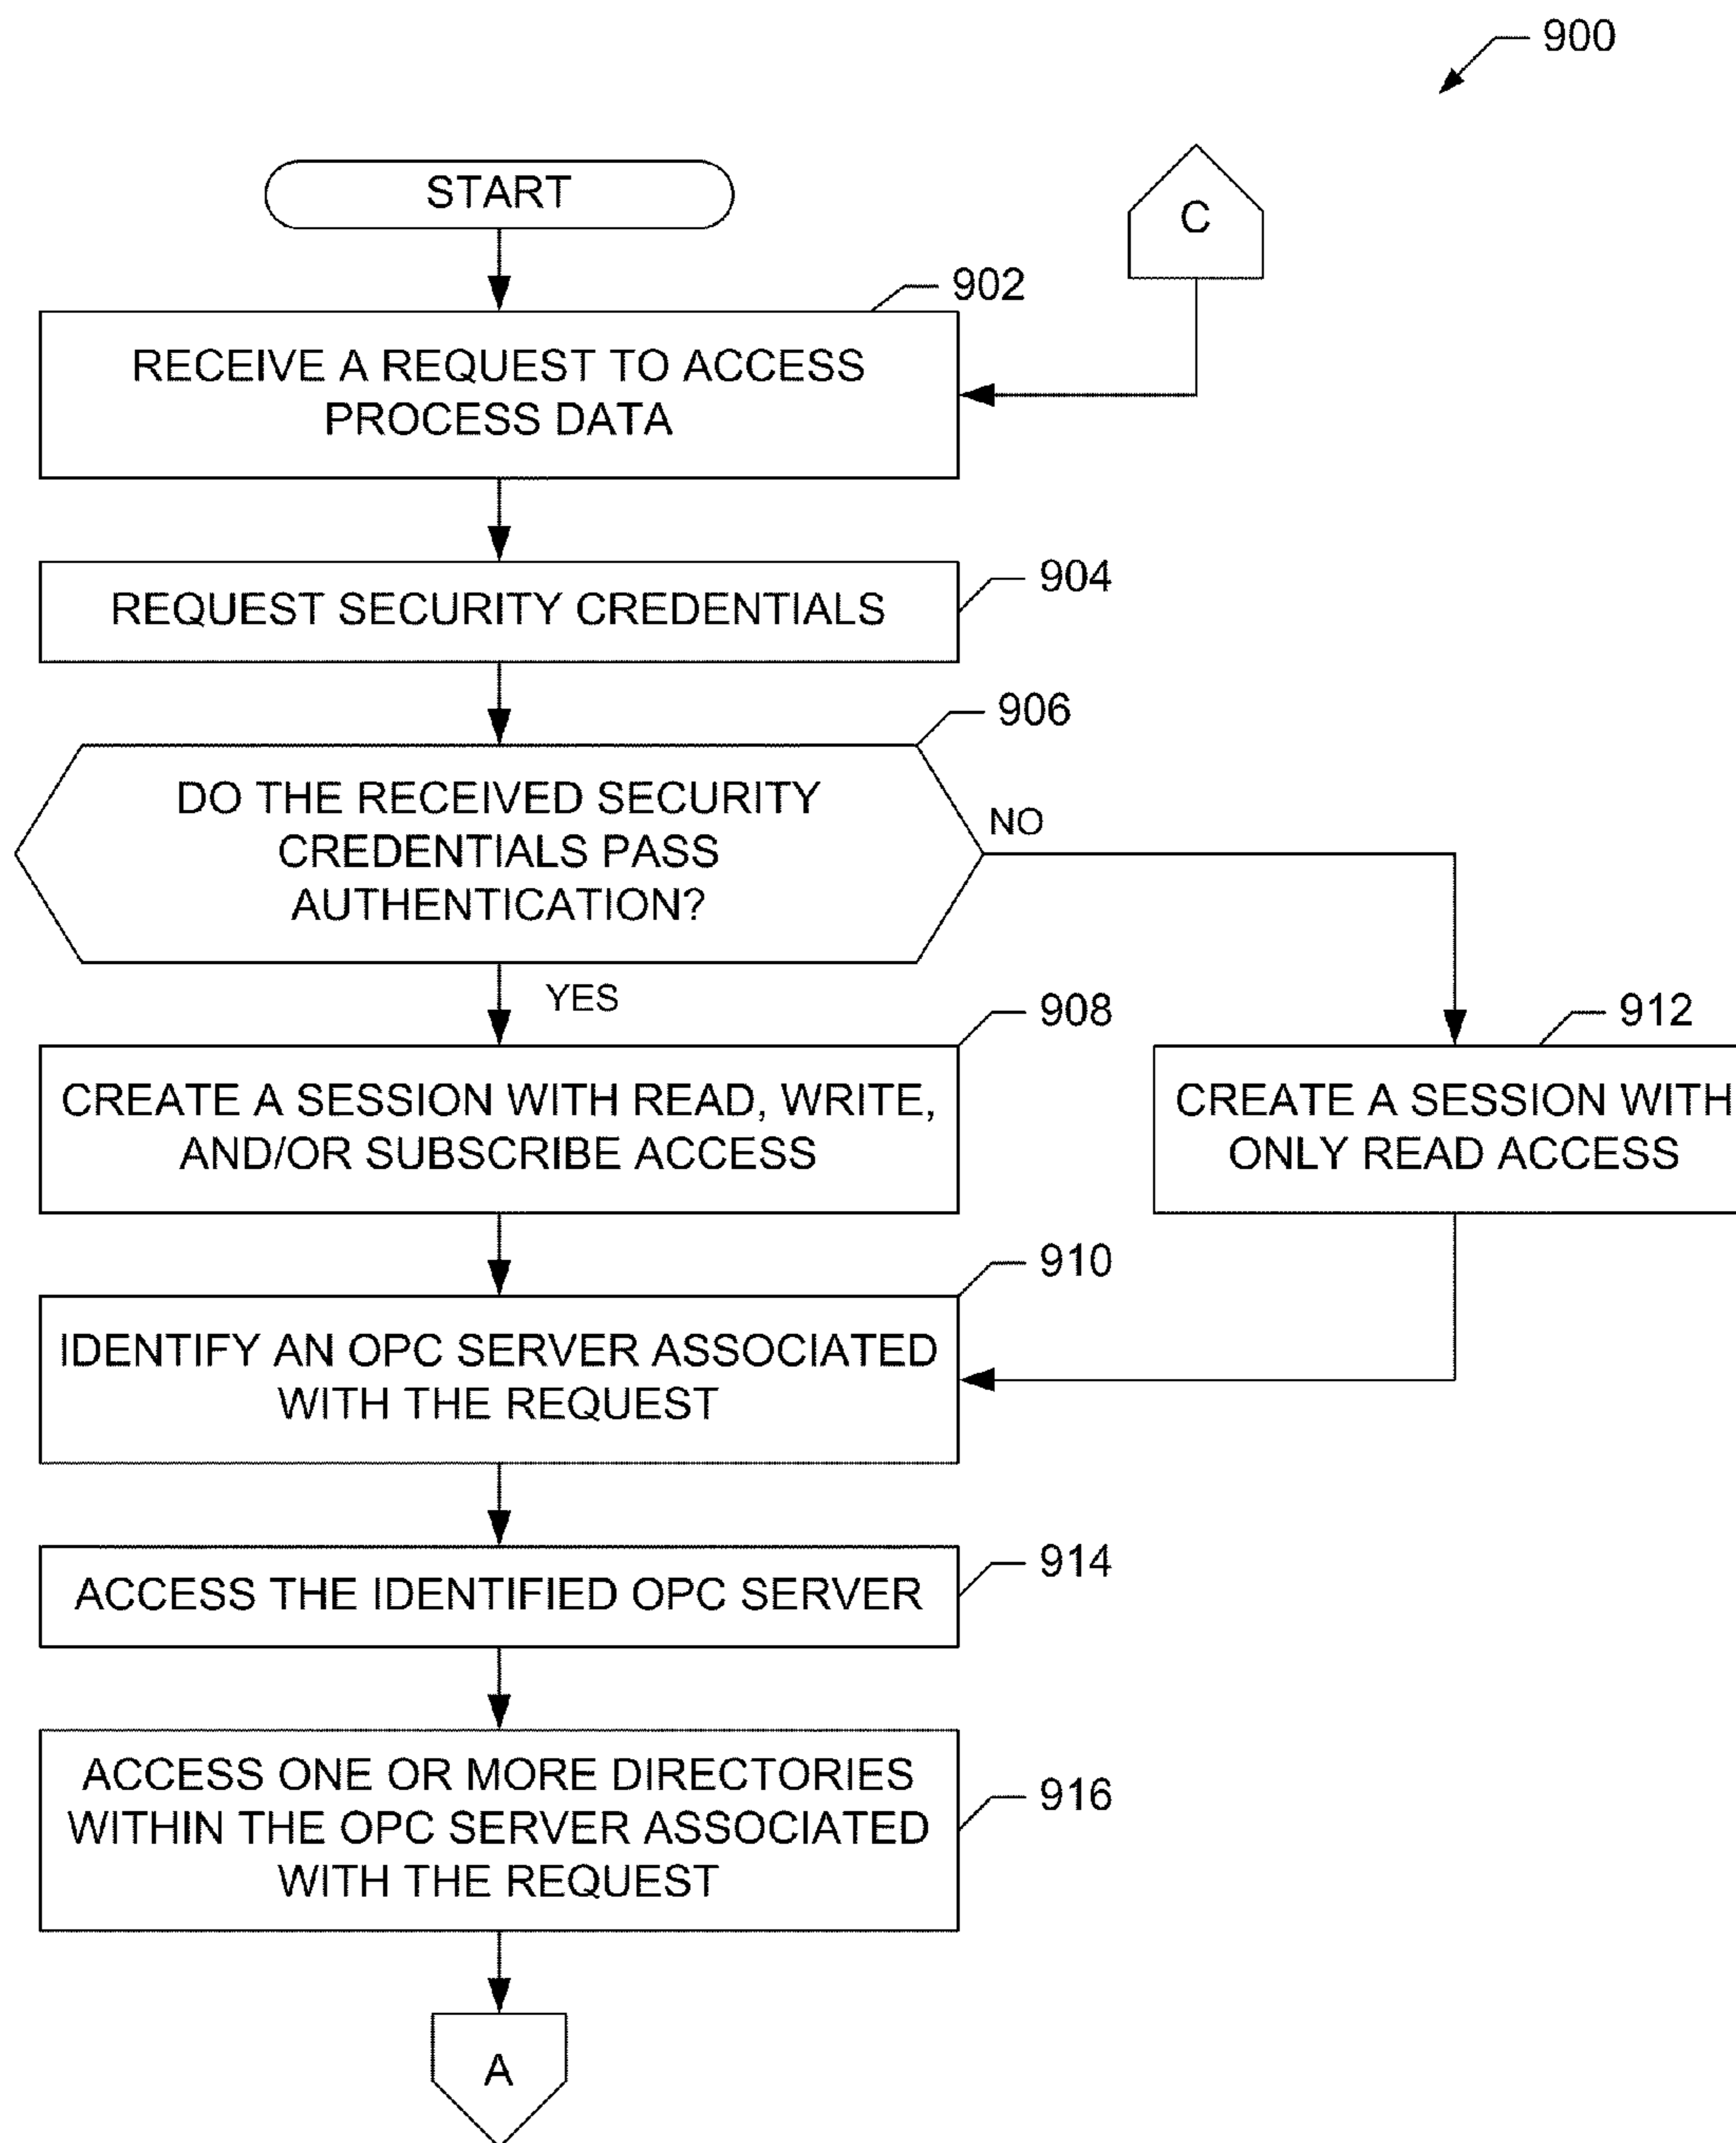 900
START
C
902
RECEIVE A REQUEST TO ACCESS
PROCESS DATA
904
REQUEST SECURITY CREDENTIALS
906
DO THE RECEIVED SECURITY
CREDENTIALS PASS
AUTHENTICATION?
NO
YES
908
CREATE A SESSION WITH READ, WRITE,
AND/OR SUBSCRIBE ACCESS
912
CREATE A SESSION WITH
ONLY READ ACCESS
910
IDENTIFY AN OPC SERVER ASSOCIATED
WITH THE REQUEST
914
ACCESS THE IDENTIFIED OPC SERVER
916
ACCESS ONE OR MORE DIRECTORIES
WITHIN THE OPC SERVER ASSOCIATED
WITH THE REQUEST
A